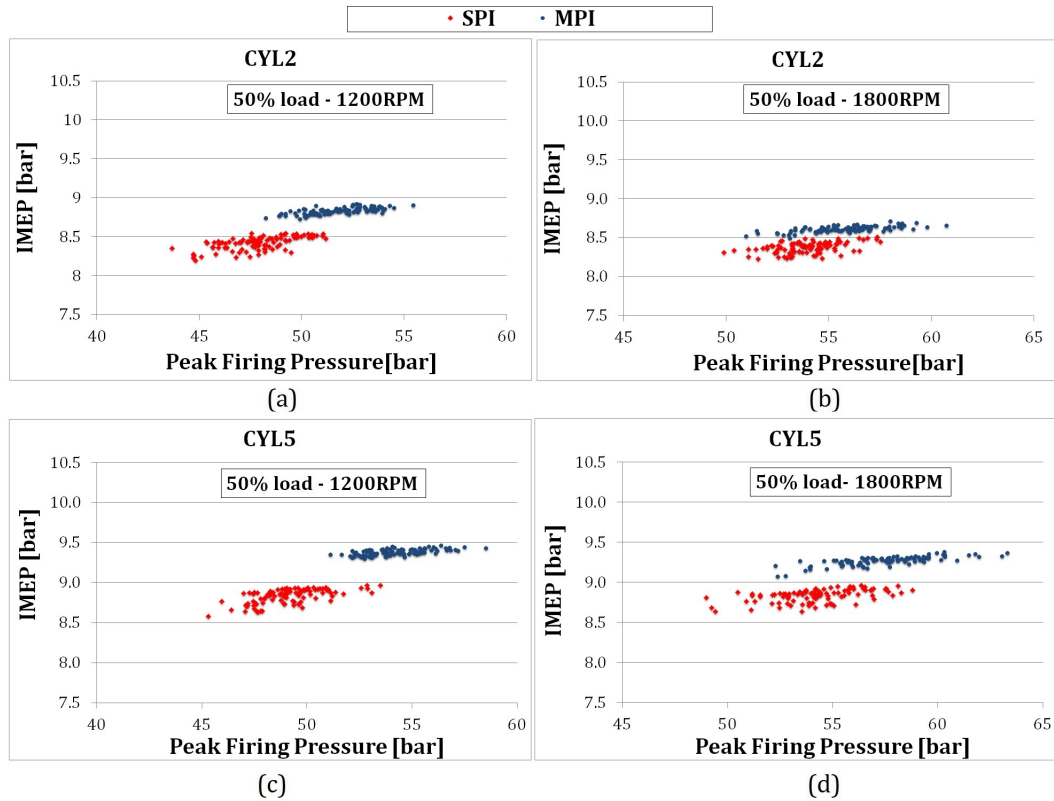 SPI MPI
CYL2
50% load - 1200RPM
IMEP [bar]
10.5
10
9.5
9
8.5
8
7.5
40 45 50 55 60
Peak Firing Pressure[bar]
(a)
CYL2
50% load - 1800RPM
IMEP [bar]
10.5
10.0
9.5
9.0
8.5
8.0
7.5
45 50 55 60 65
Peak Firing Pressure[bar]
(b)
CYL5
50% load - 1200RPM
IMEP [bar]
10.5
10.0
9.5
9.0
8.5
8.0
7.5
40 45 50 55 60
Peak Firing Pressure [bar]
(c)
CYL5
50% load- 1800RPM
IMEP [bar]
10.5
10.0
9.5
9.0
8.5
8.0
7.5
45 50 55 60 65
Peak Firing Pressure [bar]
(d)